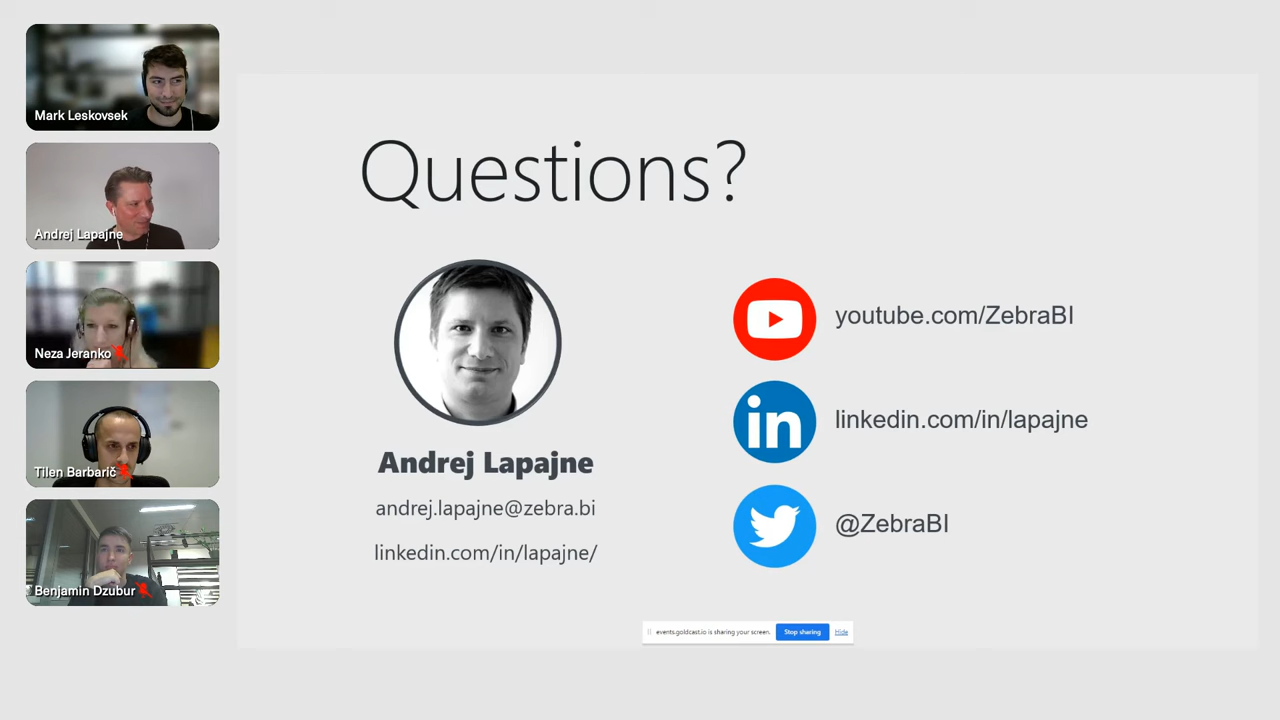 Mark Leskovsek
Andrej Lapajne
Neza Jeranko
Tilen Barbarič
Benjamin Dzubur
Questions?
Andrej Lapajne
andrej.lapajne@zebra.bi
linkedin.com/in/lapajne/
youtube.com/ZebraBI
in
linkedin.com/in/lapajne
@ZebraBI
events.goldcast.io is sharing your screen.
Stop sharing
Hide